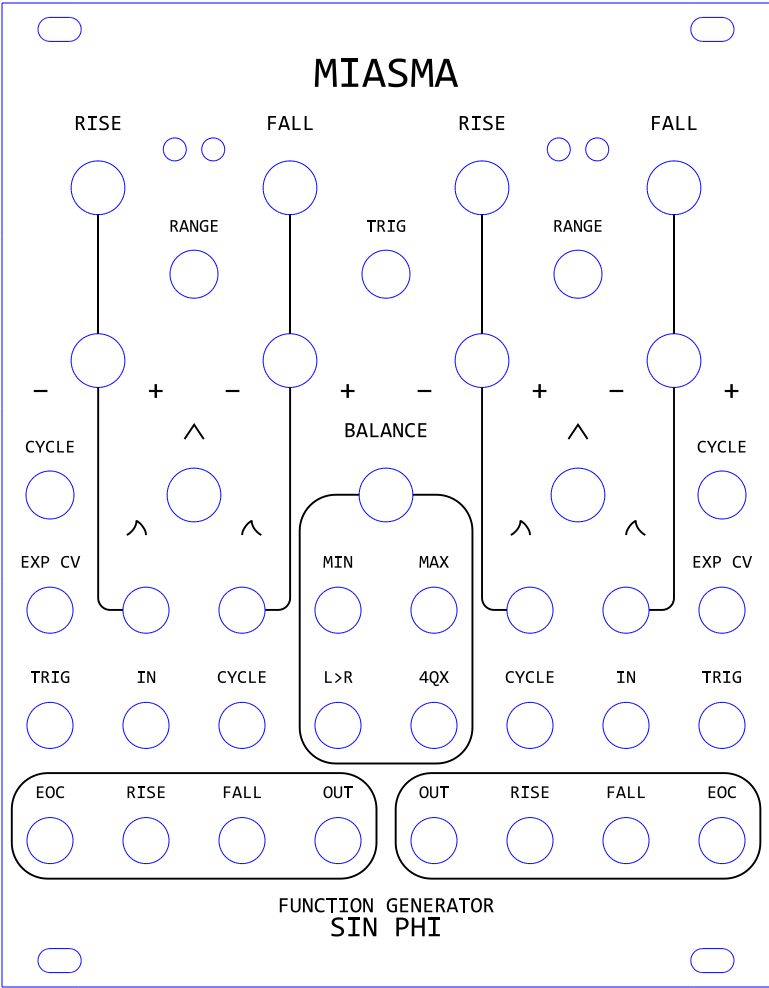 MIASMA
RISE FALL RISE FALL
RANGE TRIG RANGE
− + − + − + − +
BALANCE
CYCLE CYCLE
EXP CV MIN MAX EXP CV
TRIG IN CYCLE L>R 4QX CYCLE IN TRIG
EOC RISE FALL OUT OUT RISE FALL EOC
FUNCTION GENERATOR
SIN PHI